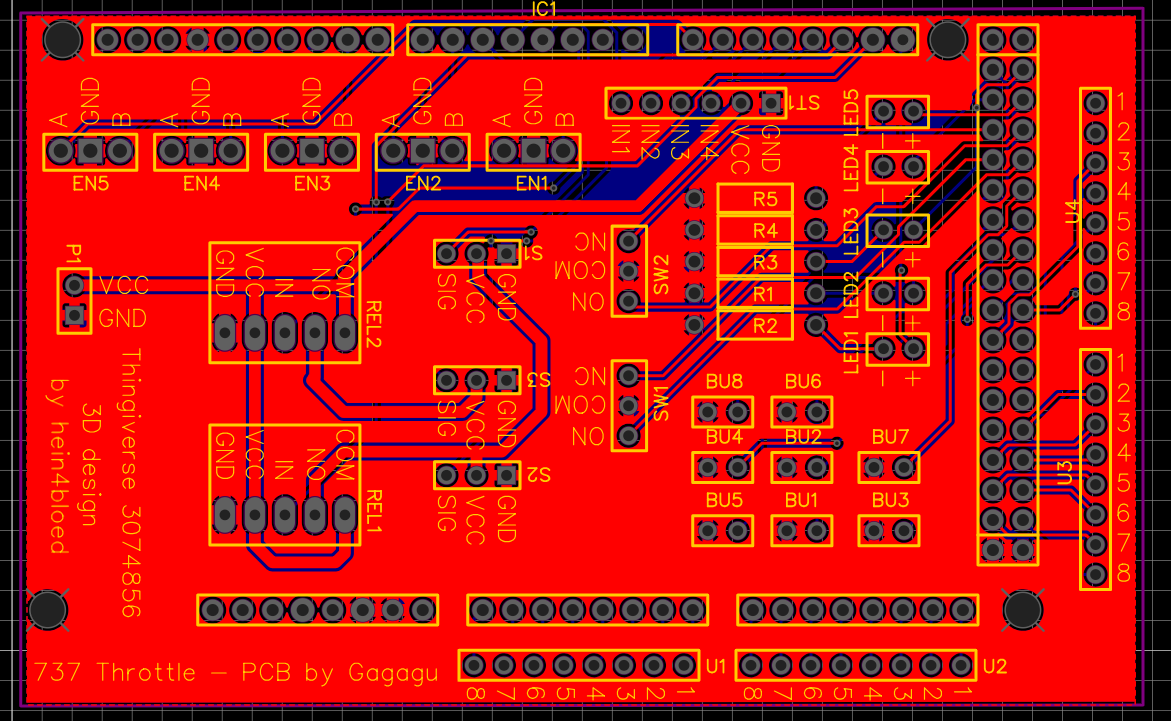 IC1
A GND B
EN5
A GND B
EN4
A GND B
EN3
A GND B
EN2
A GND B
EN1
ST1
IN1 IN2 IN3 IN4 VCC GND
LED5
- +
LED4
- +
LED3
- +
LED2
- +
LED1
- +
R5
R4
R3
R1
R2
P1
VCC
GND
GND VCC IN NO COM
REL2
GND VCC IN NO COM
REL1
S1
SIG VCC GND
S3
SIG VCC GND
S2
SIG VCC GND
NC
COM
NO
SW2
NC
COM
NO
SW1
BU8
BU6
BU4
BU2
BU7
BU5
BU1
BU3
U4
1
2
3
4
5
6
7
8
U3
1
2
3
4
5
6
7
8
Thingiverse 3074856
3D design
by hein4bloed
737 Throttle - PCB by Gagagu
U1
8 7 6 5 4 3 2 1
U2
8 7 6 5 4 3 2 1